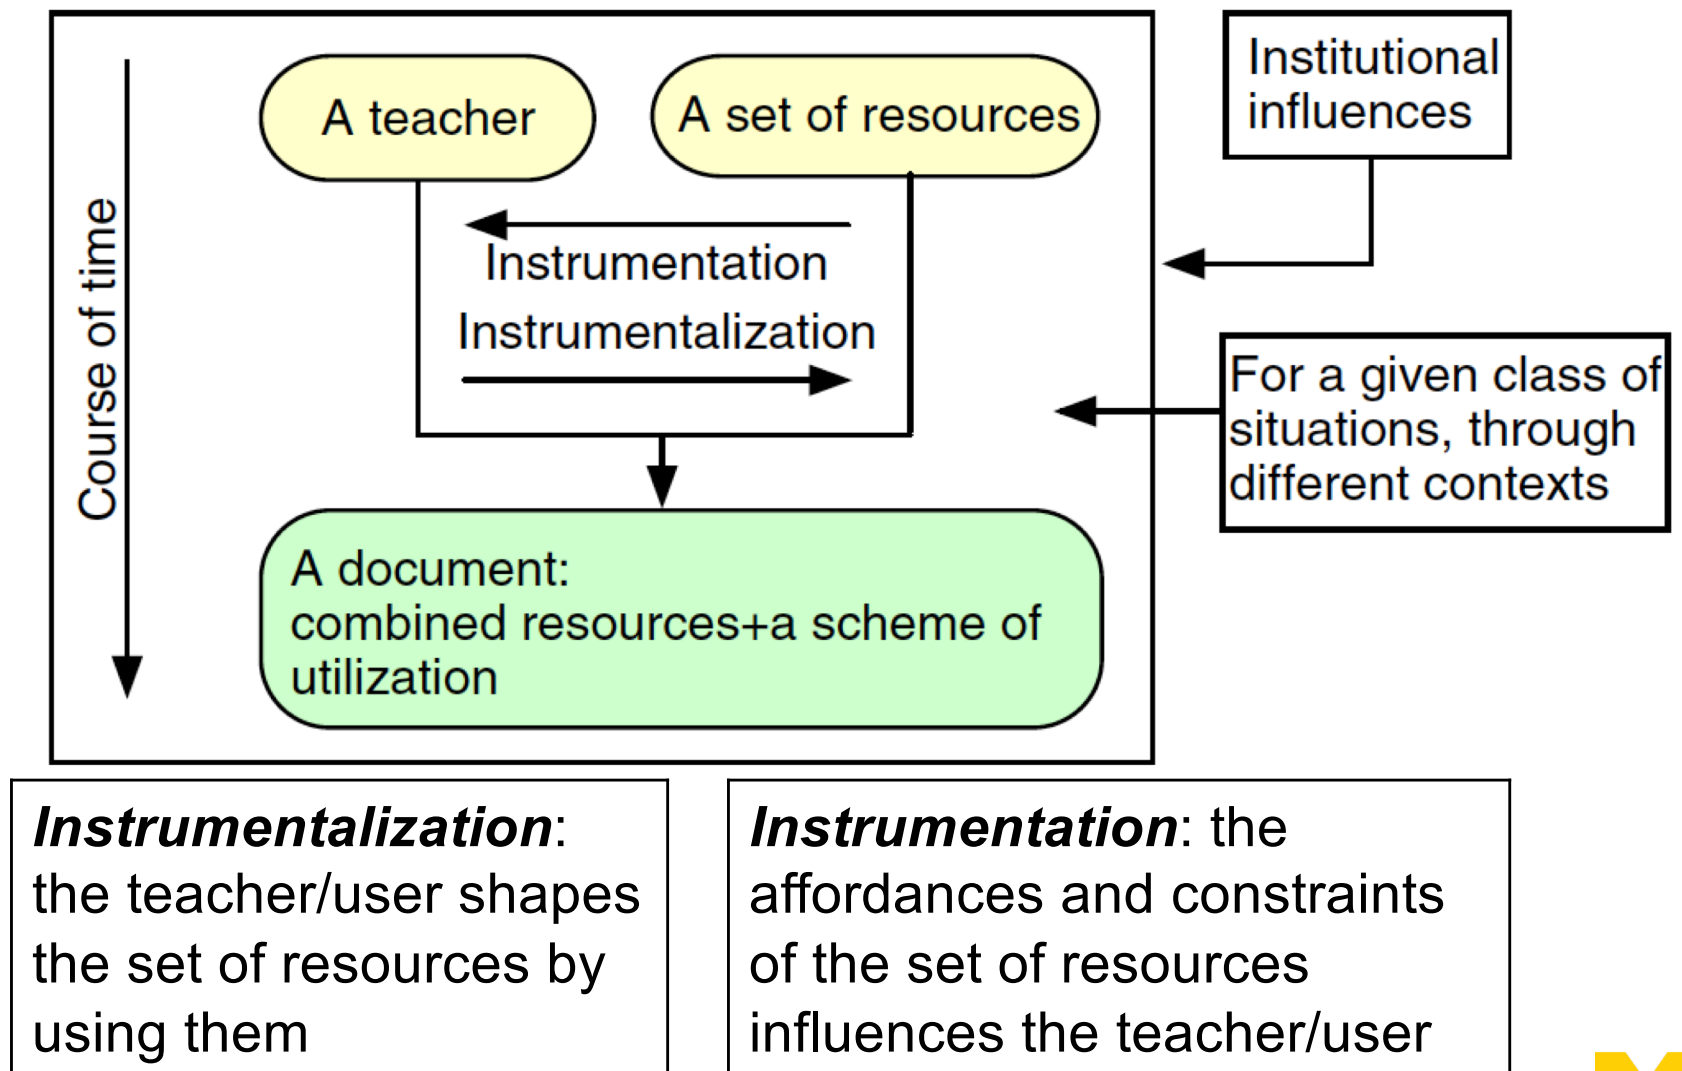 A teacher
A set of resources
Institutional
influences
Course of time
Instrumentation
Instrumentalization
For a given class of
situations, through
different contexts
A document:
combined resources+a scheme of
utilization
Instrumentalization:
the teacher/user shapes
the set of resources by
using them
Instrumentation: the
affordances and constraints
of the set of resources
influences the teacher/user